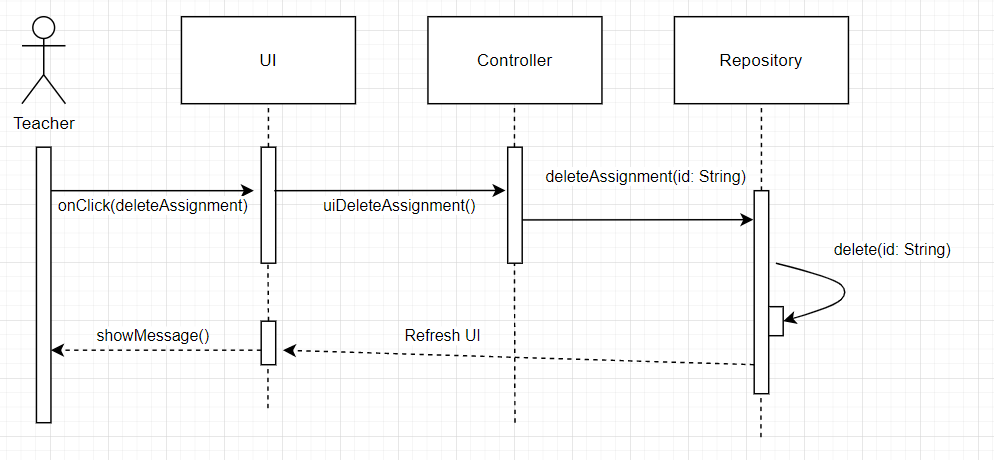 UI
Controller
Repository
Teacher
deleteAssignment(id: String)
onClick(deleteAssignment)
uiDeleteAssignment()
delete(id: String)
showMessage()
Refresh UI